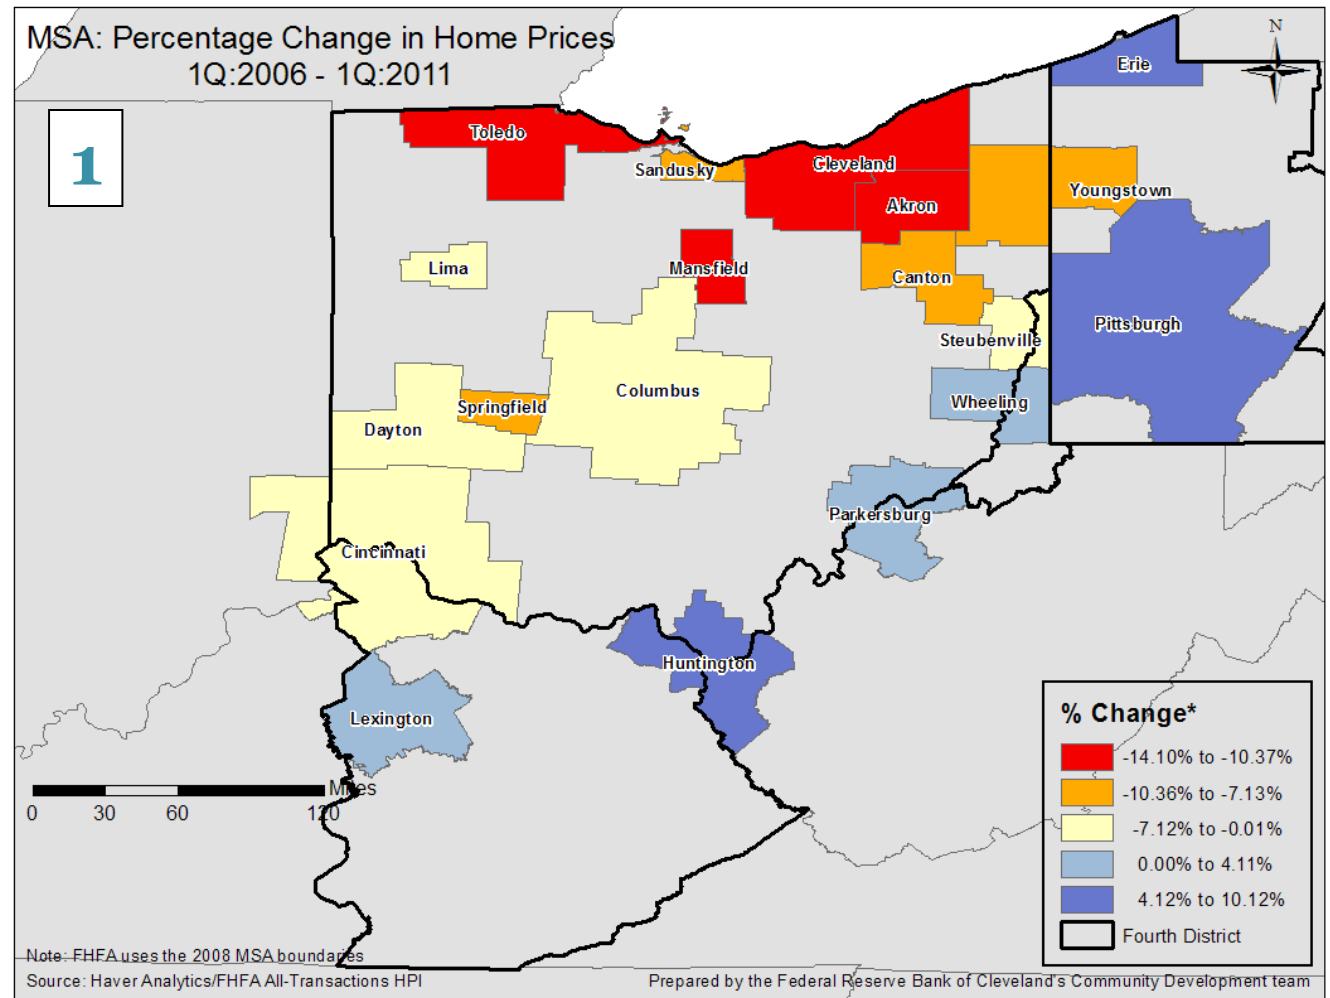 MSA: Percentage Change in Home Prices
1Q:2006 - 1Q:2011
N
1
Erie
Toledo
Cleveland
Sandusky
Youngstown
Akron
Lima
Mansfield
Canton
Pittsburgh
Steubenville
Columbus
Wheeling
Springfield
Dayton
Parkersburg
Cincinnati
Huntington
Lexington
% Change*
-14.10% to -10.37%
-10.36% to -7.13%
-7.12% to -0.01%
0.00% to 4.11%
4.12% to 10.12%
Fourth District
Miles
0 30 60 120
Note: FHFA uses the 2008 MSA boundaries
Source: Haver Analytics/FHFA All-Transactions HPI
Prepared by the Federal Reserve Bank of Cleveland's Community Development team